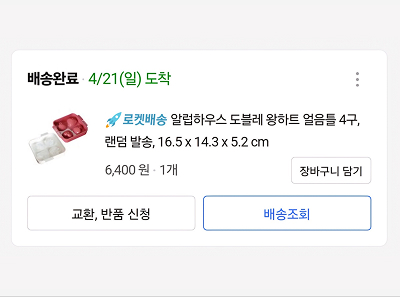 배송완료 · 4/21(일) 도착
🚀로켓배송 알럽하우스 도블레 왕하트 얼음틀 4구,
랜덤 발송, 16.5 x 14.3 x 5.2 cm
6,400 원 · 1개
장바구니 담기
교환, 반품 신청
배송조회